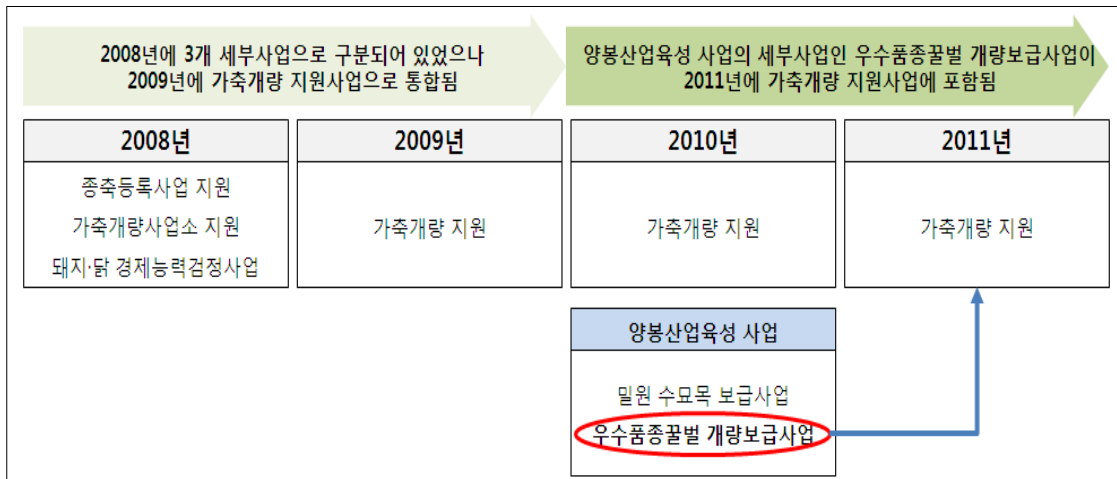 2008년에 3개 세부사업으로 구분되어 있었으나
2009년에 가축개량 지원사업으로 통합됨
양봉산업육성 사업의 세부사업인 우수품종꿀벌 개량보급사업이
2011년에 가축개량 지원사업에 포함됨
2008년
2009년
2010년
2011년
종축등록사업 지원
가축개량사업소 지원
돼지·닭 경제능력검정사업
가축개량 지원
가축개량 지원
가축개량 지원
양봉산업육성 사업
밀원 수묘목 보급사업
우수품종꿀벌 개량보급사업